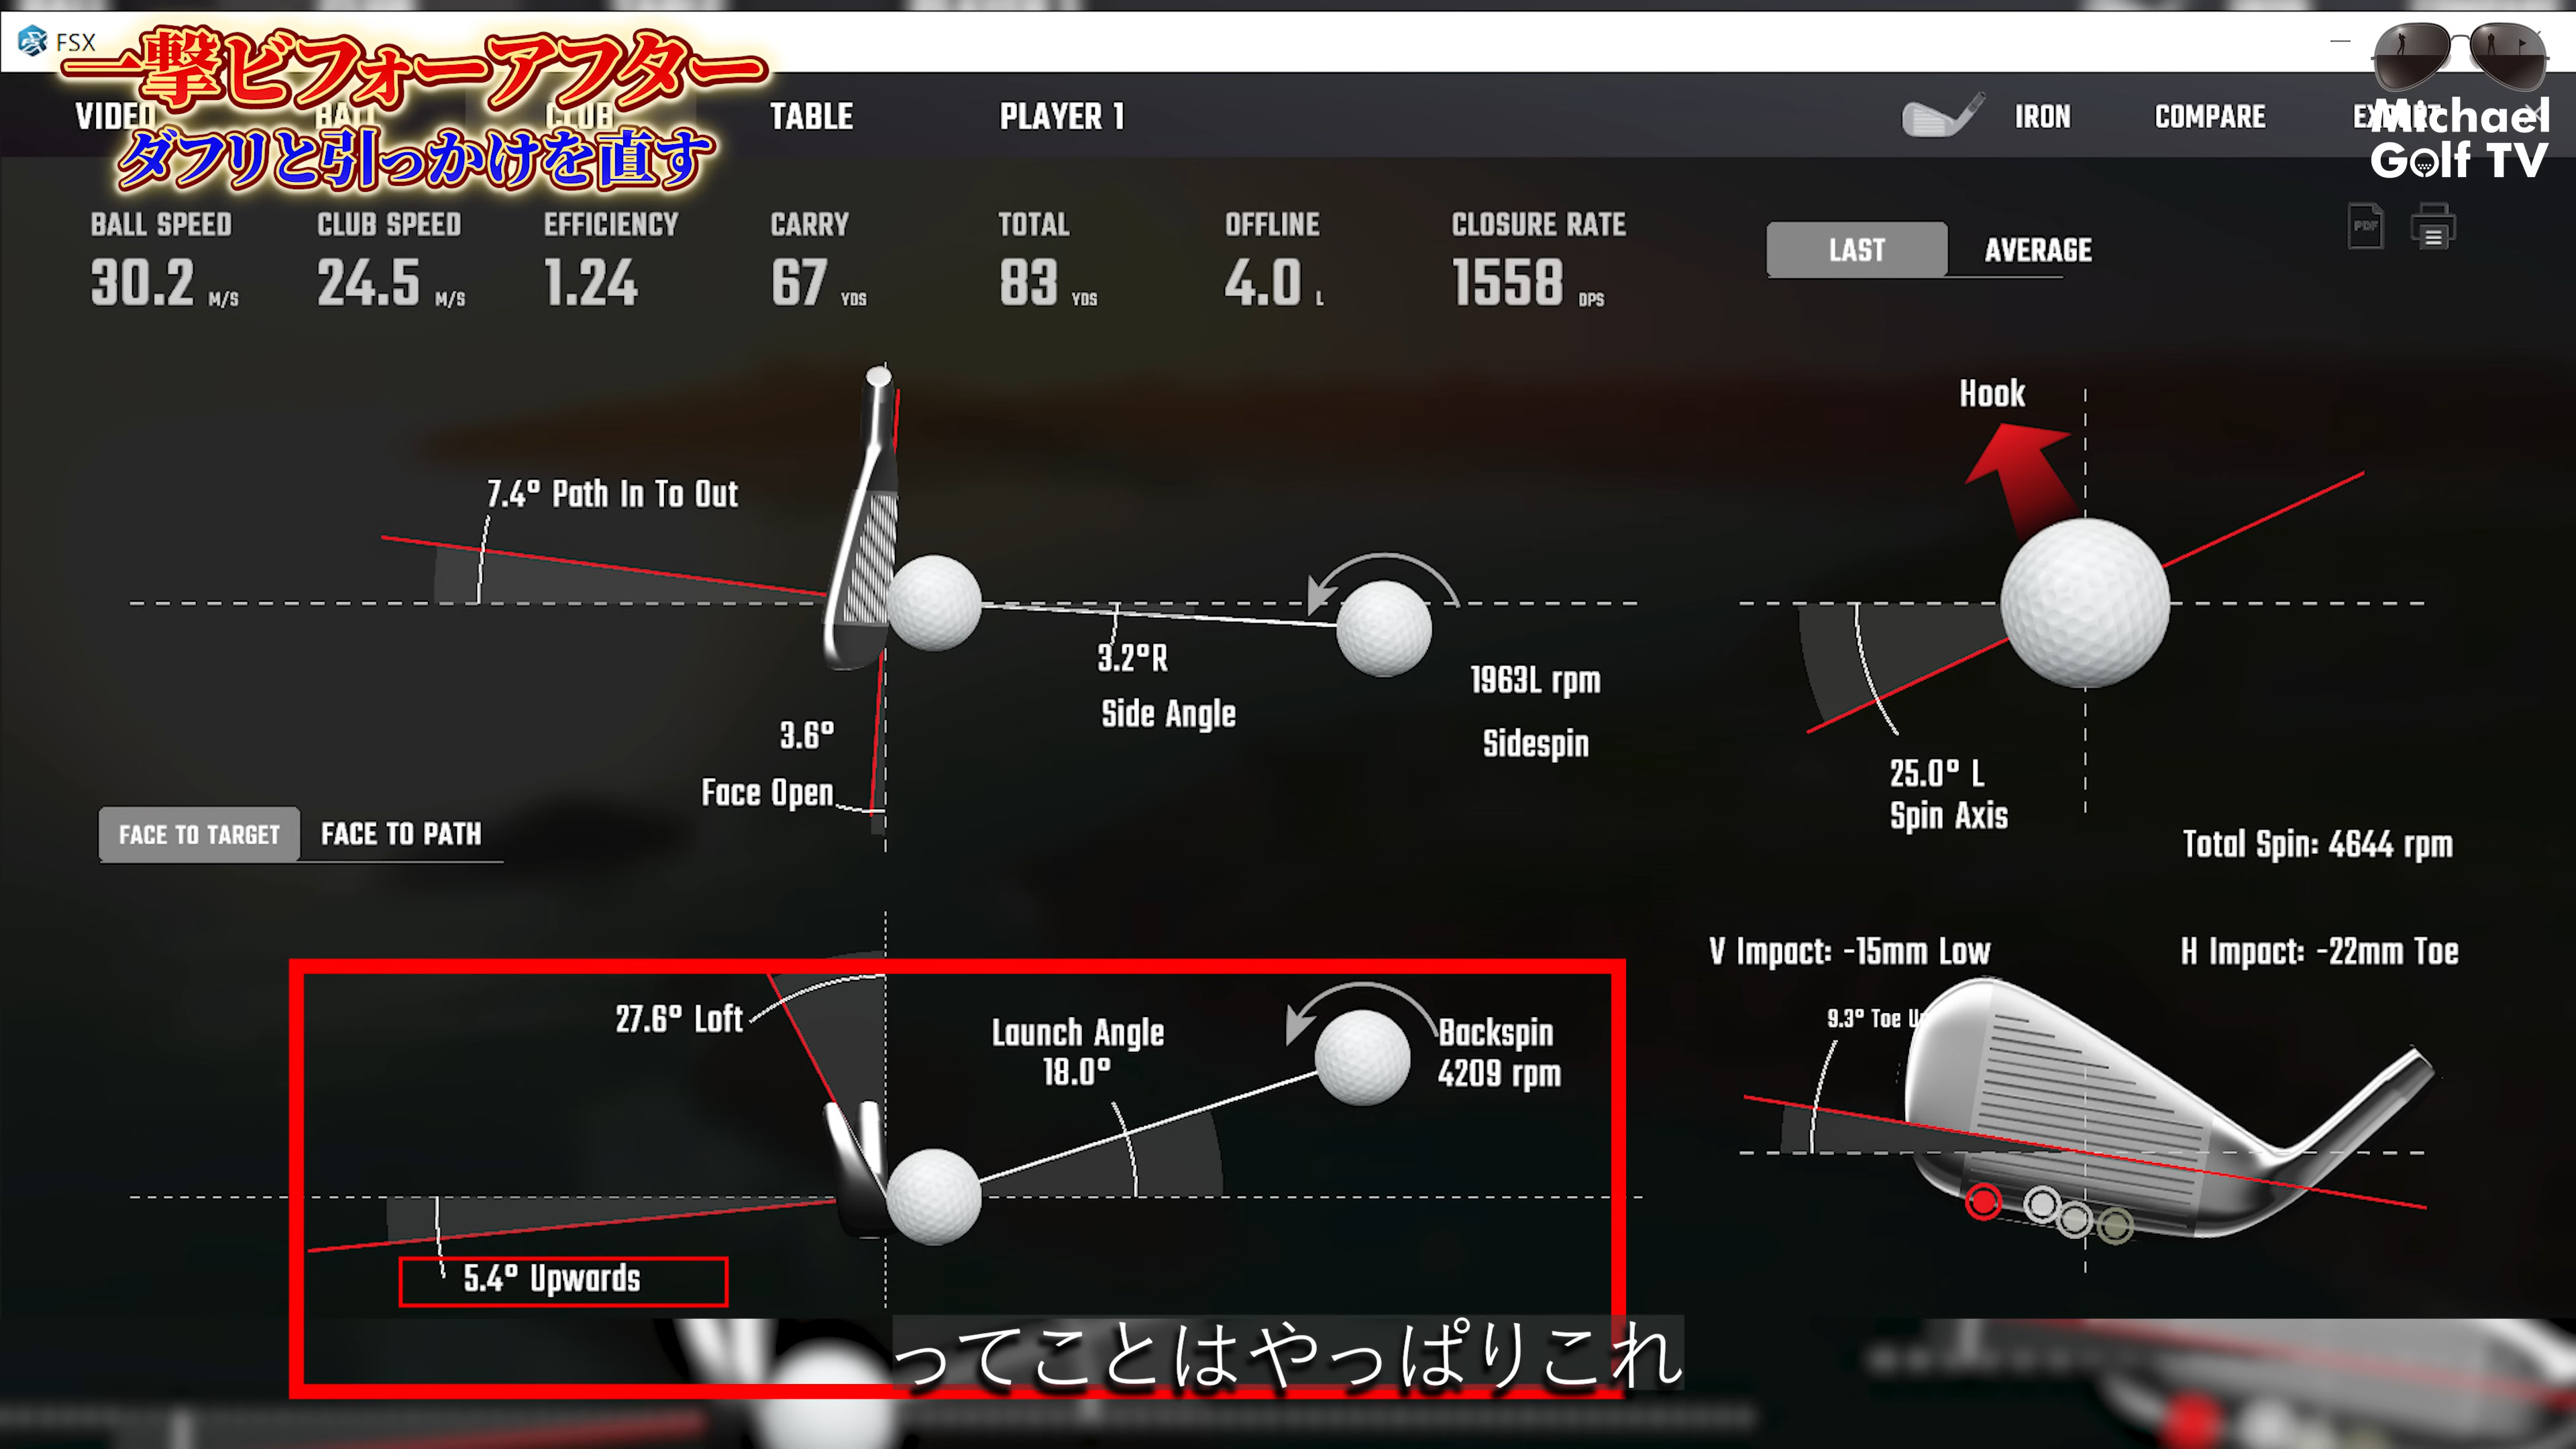 FSX
一撃ビフォーアフター
ダフリと引っかけを直す
Michael
Golf TV
VIDEO BALL CLUB TABLE PLAYER 1 IRON COMPARE
BALL SPEED CLUB SPEED EFFICIENCY CARRY TOTAL OFFLINE CLOSURE RATE
30.2 M/S 24.5 M/S 1.24 67 YDS 83 YDS 4.0 L 1558 DPS
LAST AVERAGE
PDF
Hook
7.4° Path In To Out
3.2°R
Side Angle
1963L rpm
Sidespin
3.6°
Face Open
25.0° L
Spin Axis
FACE TO TARGET FACE TO PATH
Total Spin: 4644 rpm
V Impact: -15mm Low H Impact: -22mm Toe
27.6° Loft
Launch Angle
18.0°
Backspin
4209 rpm
9.3° Toe U
5.4° Upwards
ってことはやっぱりこれ